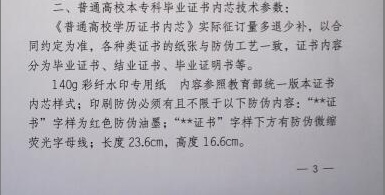 二、普通高校本专科毕业证书内芯技术参数：
《普通高校学历证书内芯》实际征订量多退少补，以合
同约定为准，各种类证书的纸张与防伪工艺一致，证书内容
分为毕业证书、结业证书、毕业证明书等。
140g彩纤水印专用纸 内容参照教育部统一版本证书
内芯样式；印刷防伪必须有且不限于以下防伪内容：“**证
书”字样为红色防伪油墨；“**证书”字样下方有防伪微缩
荧光字母线；长度23.6cm，高度16.6cm。
— 3 —